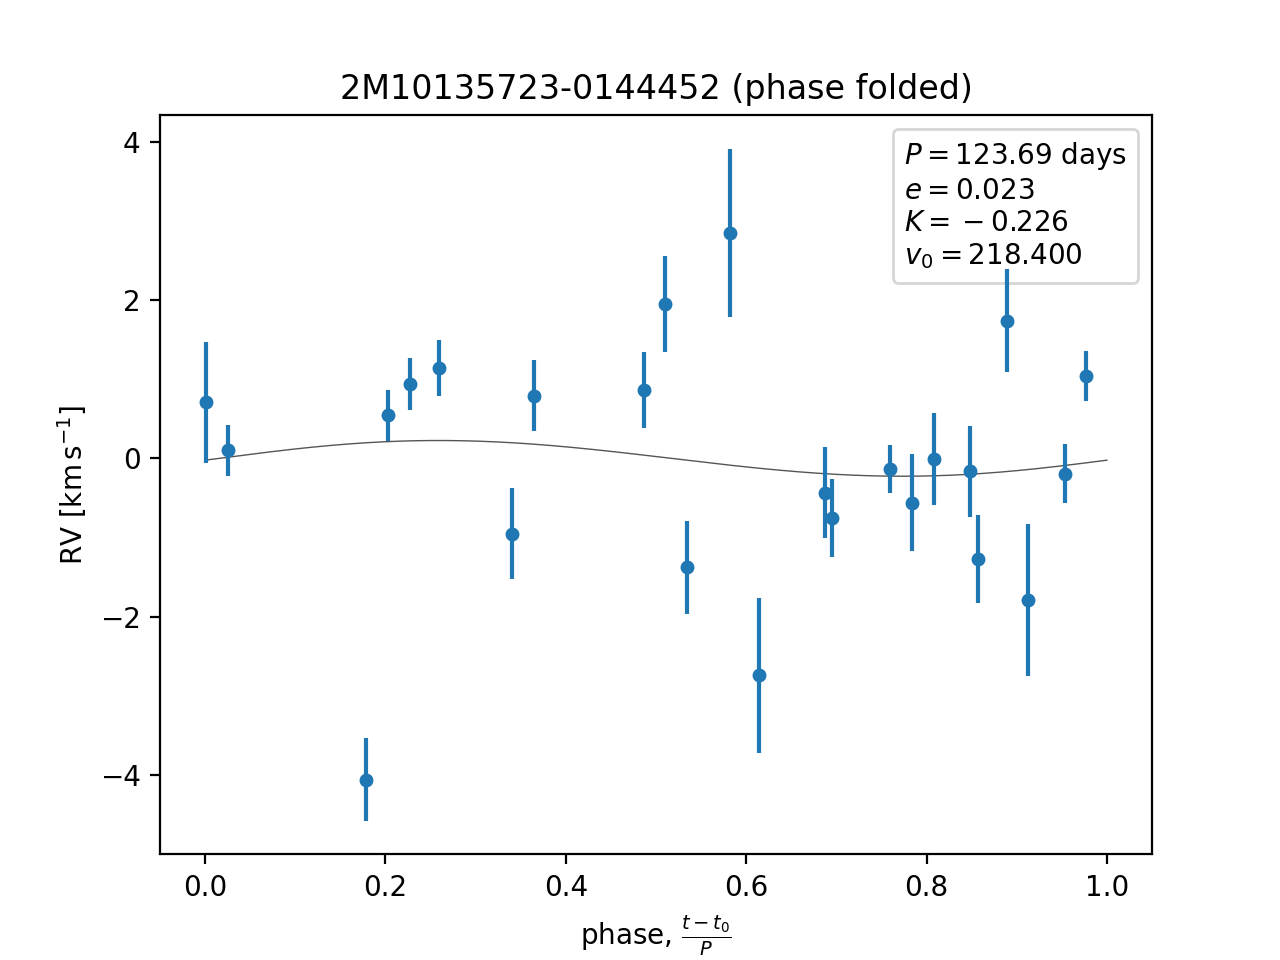 2M10135723-0144452 (phase folded)
P = 123.69 days
e = 0.023
K = −0.226
v₀ = 218.400
4
2
0
−2
−4
RV [km s⁻¹]
0.0 0.2 0.4 0.6 0.8 1.0
phase, (t − t₀)/P